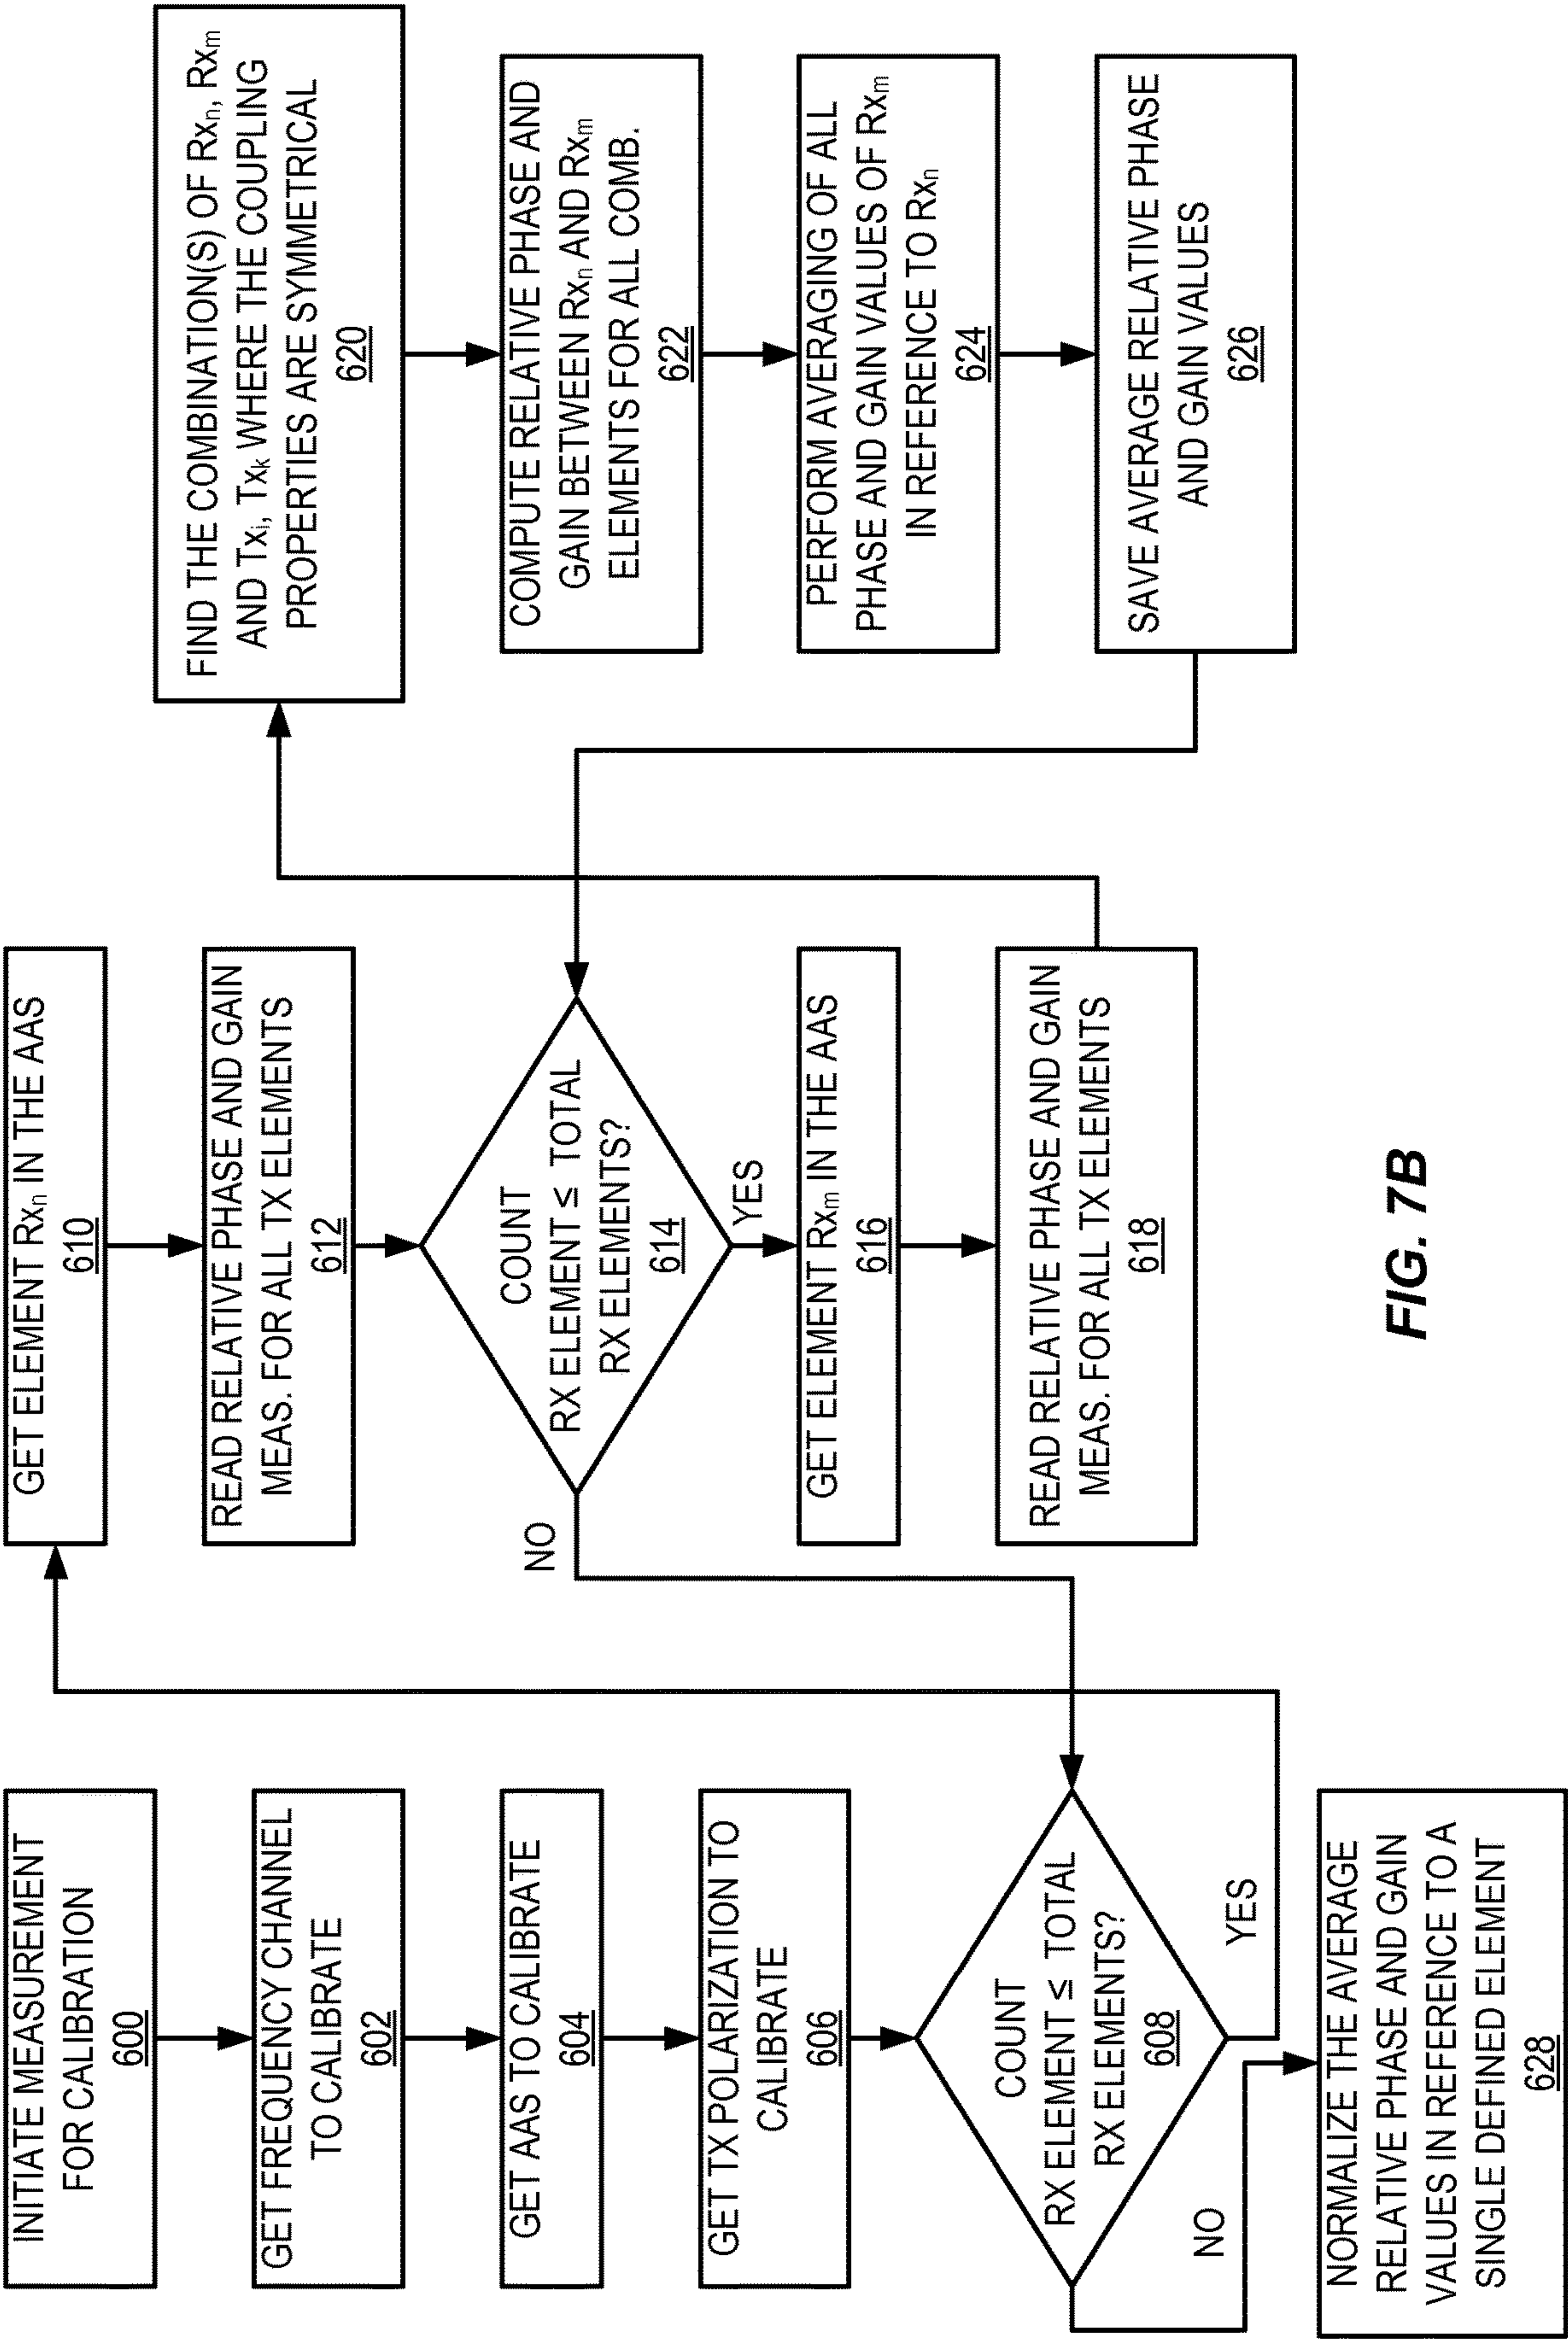 INITIATE MEASUREMENT
FOR CALIBRATION
600
GET FREQUENCY CHANNEL
TO CALIBRATE
602
GET AAS TO CALIBRATE
604
GET TX POLARIZATION TO
CALIBRATE
606
COUNT
RX ELEMENT ≤ TOTAL
RX ELEMENTS?
608
YES
NO
NORMALIZE THE AVERAGE
RELATIVE PHASE AND GAIN
VALUES IN REFERENCE TO A
SINGLE DEFINED ELEMENT
628
GET ELEMENT Rxn IN THE AAS
610
READ RELATIVE PHASE AND GAIN
MEAS. FOR ALL TX ELEMENTS
612
COUNT
RX ELEMENT ≤ TOTAL
RX ELEMENTS?
614
NO
YES
GET ELEMENT Rxm IN THE AAS
616
READ RELATIVE PHASE AND GAIN
MEAS. FOR ALL TX ELEMENTS
618
FIND THE COMBINATION(S) OF Rxn, Rxm
AND Txi, Txk WHERE THE COUPLING
PROPERTIES ARE SYMMETRICAL
620
COMPUTE RELATIVE PHASE AND
GAIN BETWEEN Rxn AND Rxm
ELEMENTS FOR ALL COMB.
622
PERFORM AVERAGING OF ALL
PHASE AND GAIN VALUES OF Rxm
IN REFERENCE TO Rxn
624
SAVE AVERAGE RELATIVE PHASE
AND GAIN VALUES
626
FIG. 7B